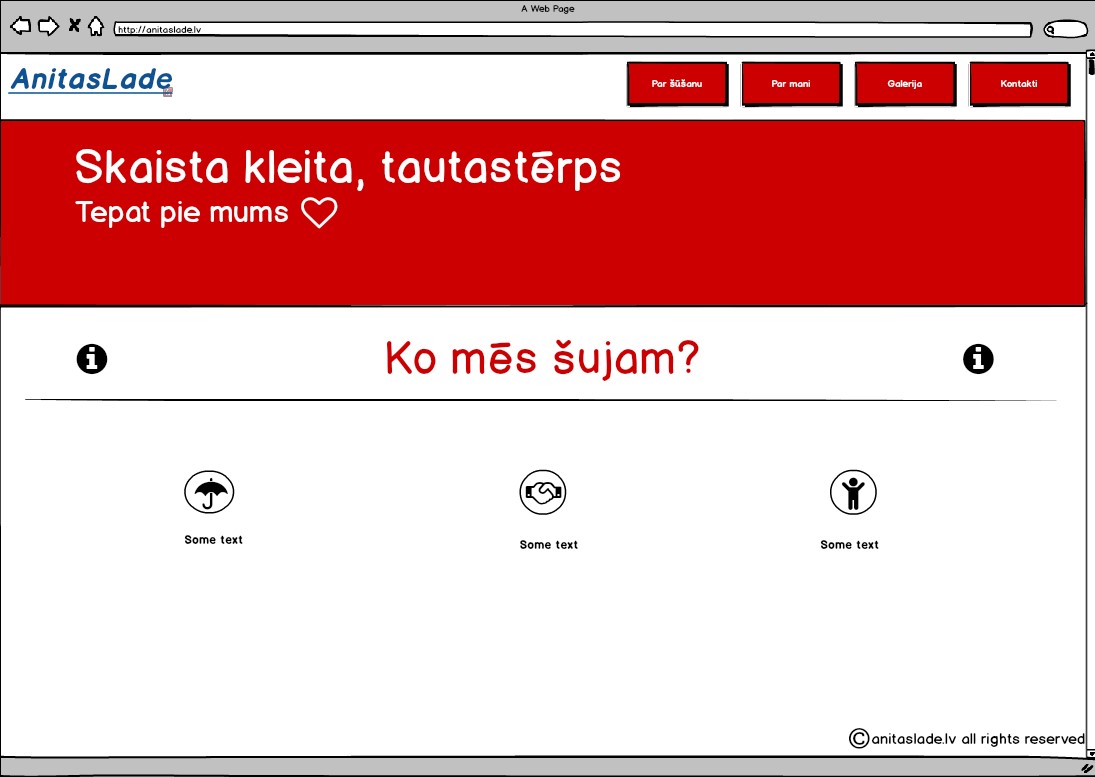 A Web Page
http://anitaslade.lv
AnitasLade
Par šūšanu
Par mani
Galerija
Kontakti
Skaista kleita, tautastērps
Tepat pie mums
Ko mēs šujam?
Some text
Some text
Some text
©anitaslade.lv all rights reserved